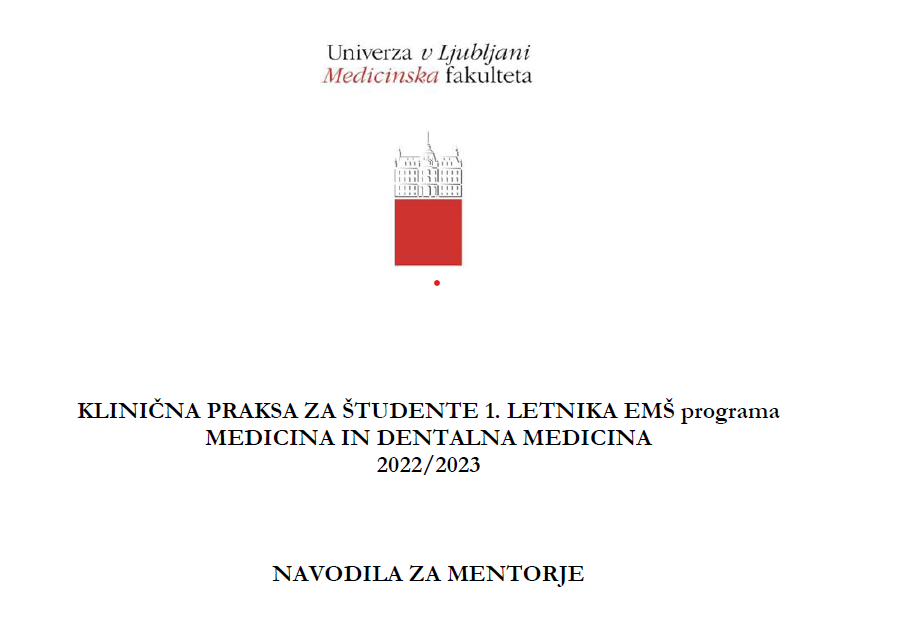 Univerza v Ljubljani
Medicinska fakulteta
KLINIČNA PRAKSA ZA ŠTUDENTE 1. LETNIKA EMŠ programa
MEDICINA IN DENTALNA MEDICINA
2022/2023
NAVODILA ZA MENTORJE